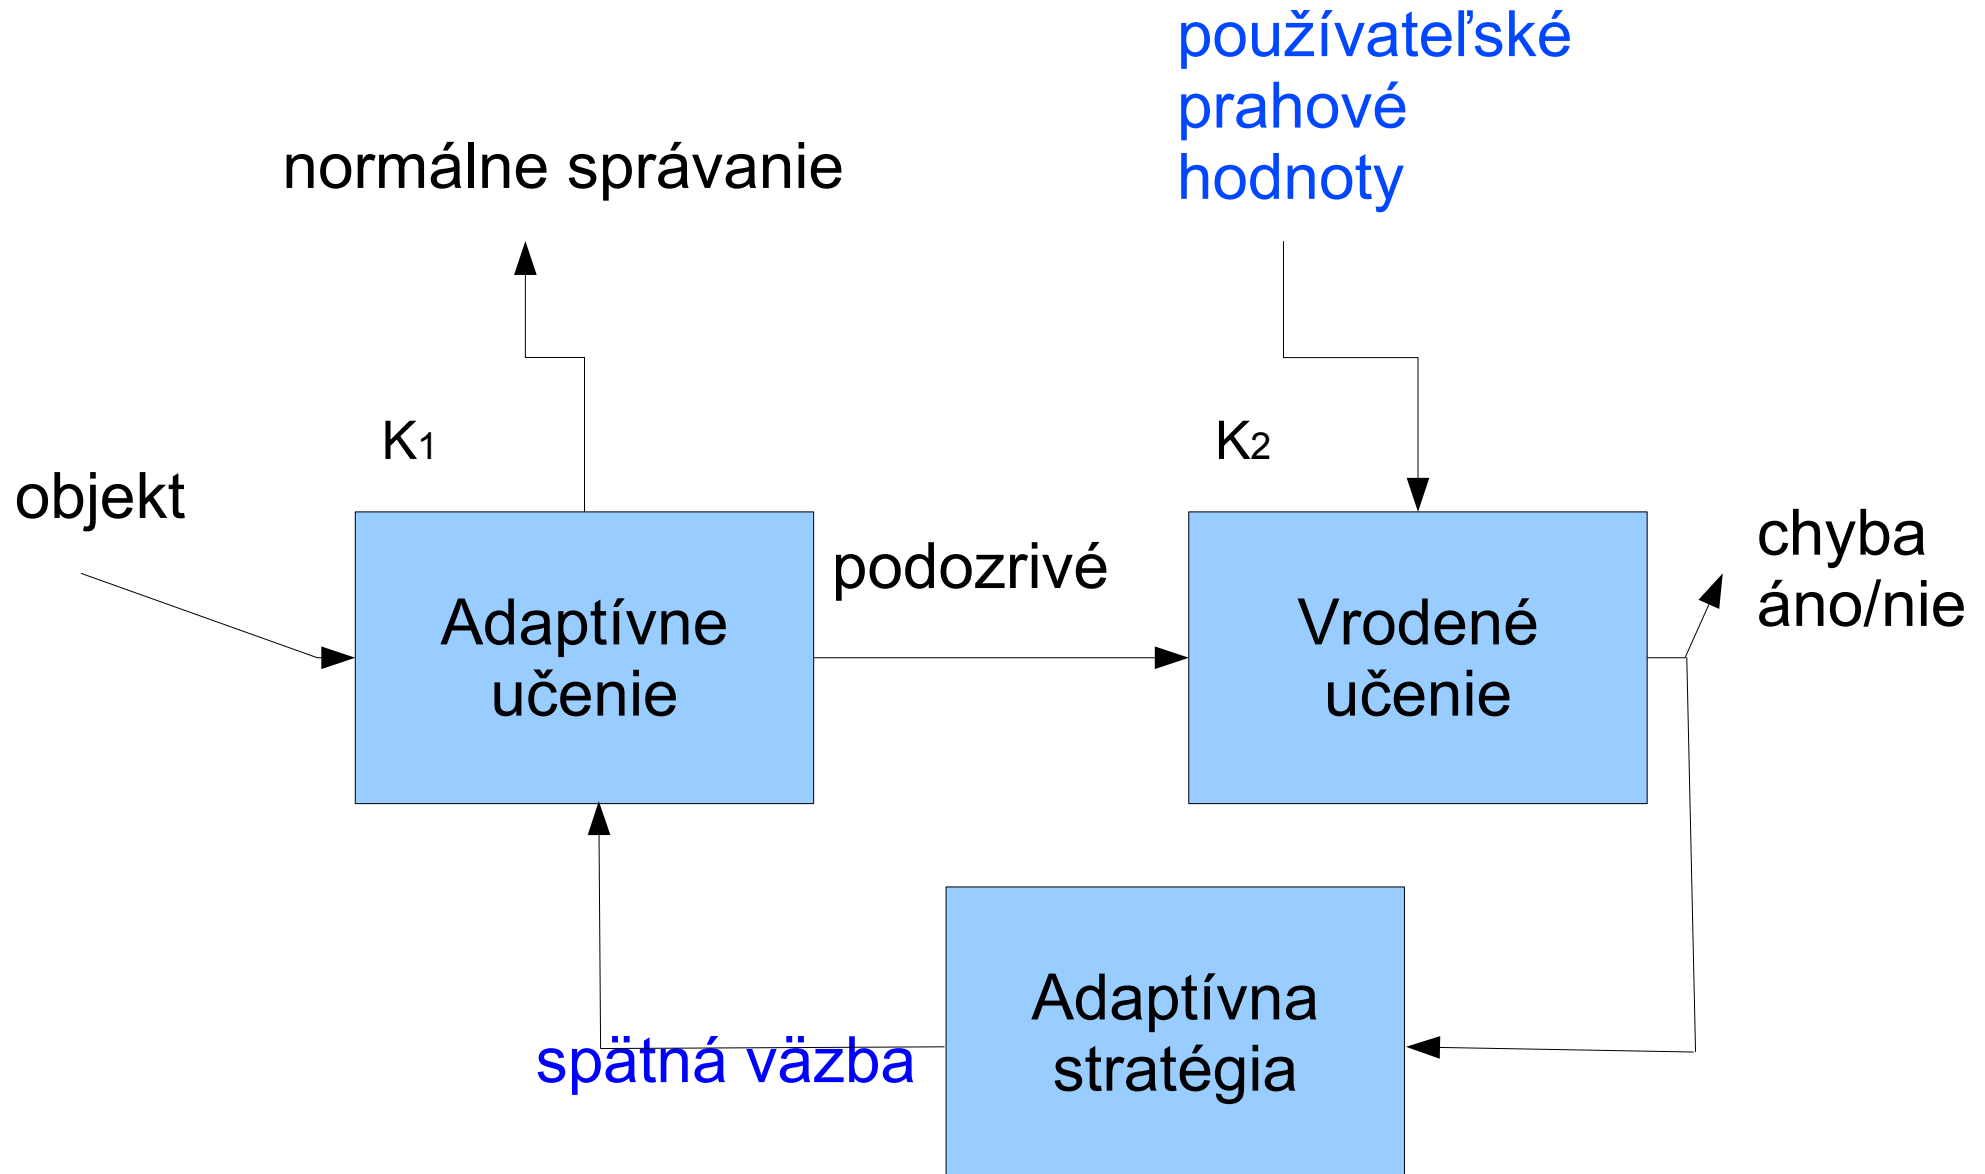 používateľské
prahové
hodnoty
normálne správanie
K1
K2
objekt
chyba
áno/nie
podozrivé
Adaptívne
učenie
Vrodené
učenie
Adaptívna
stratégia
spätná väzba